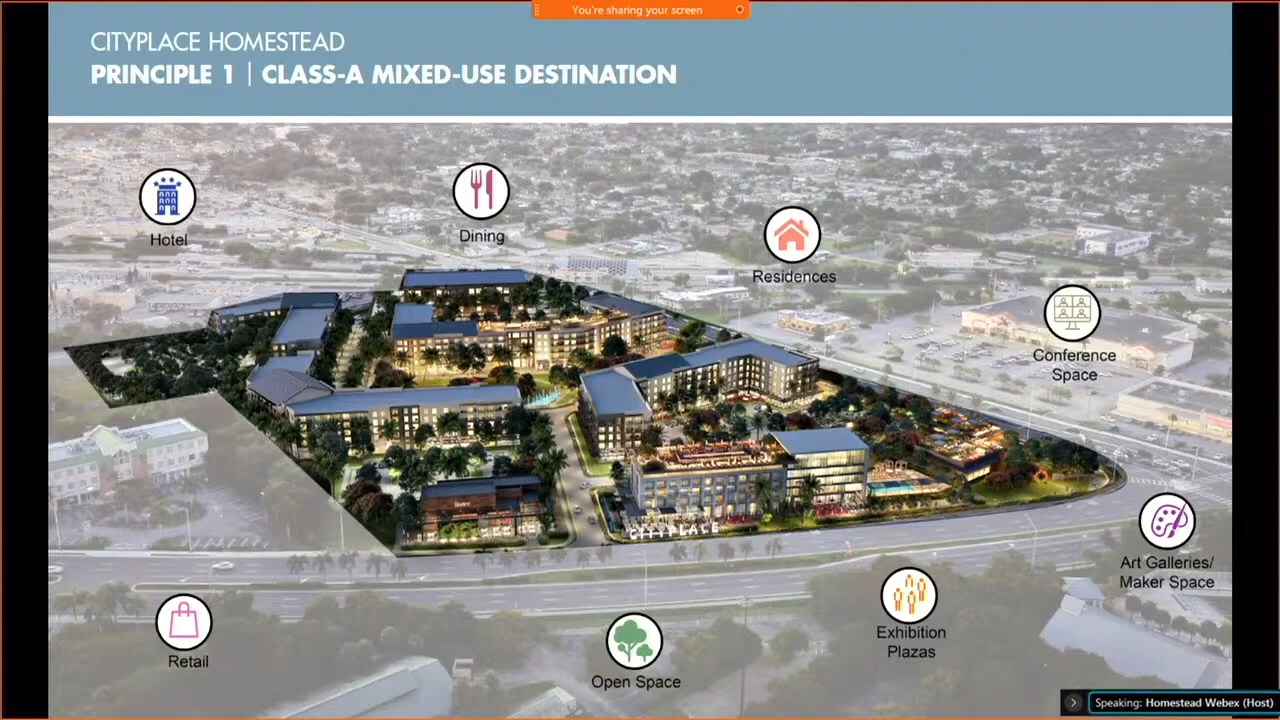 You're sharing your screen
CITYPLACE HOMESTEAD
PRINCIPLE 1 | CLASS-A MIXED-USE DESTINATION
Hotel
Dining
Residences
Conference
Space
CITYPLACE
Art Galleries/
Maker Space
Exhibition
Plazas
Retail
Open Space
Speaking: Homestead Webex (Host)